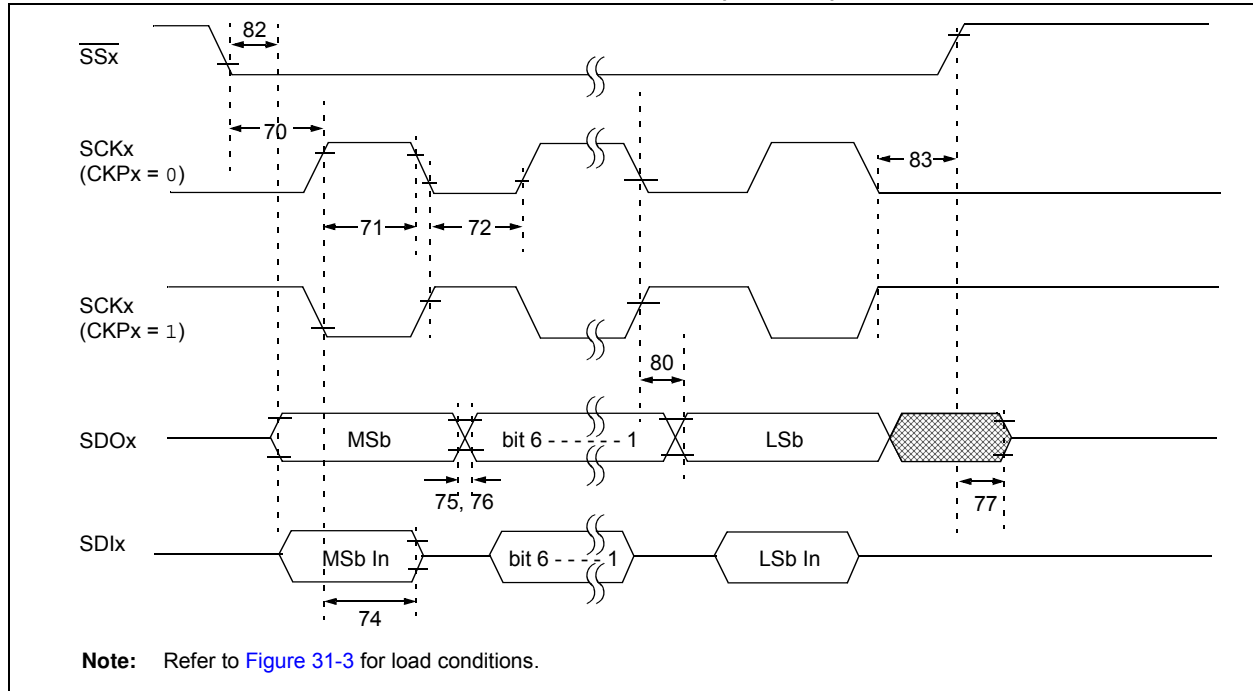 82
SSx
70
SCKx
(CKPx = 0)
83
71
72
SCKx
(CKPx = 1)
80
SDOx
MSb
bit 6 - - - - - - 1
LSb
75, 76
77
SDIx
MSb In
bit 6 - - - - 1
LSb In
74
Note: Refer to Figure 31-3 for load conditions.